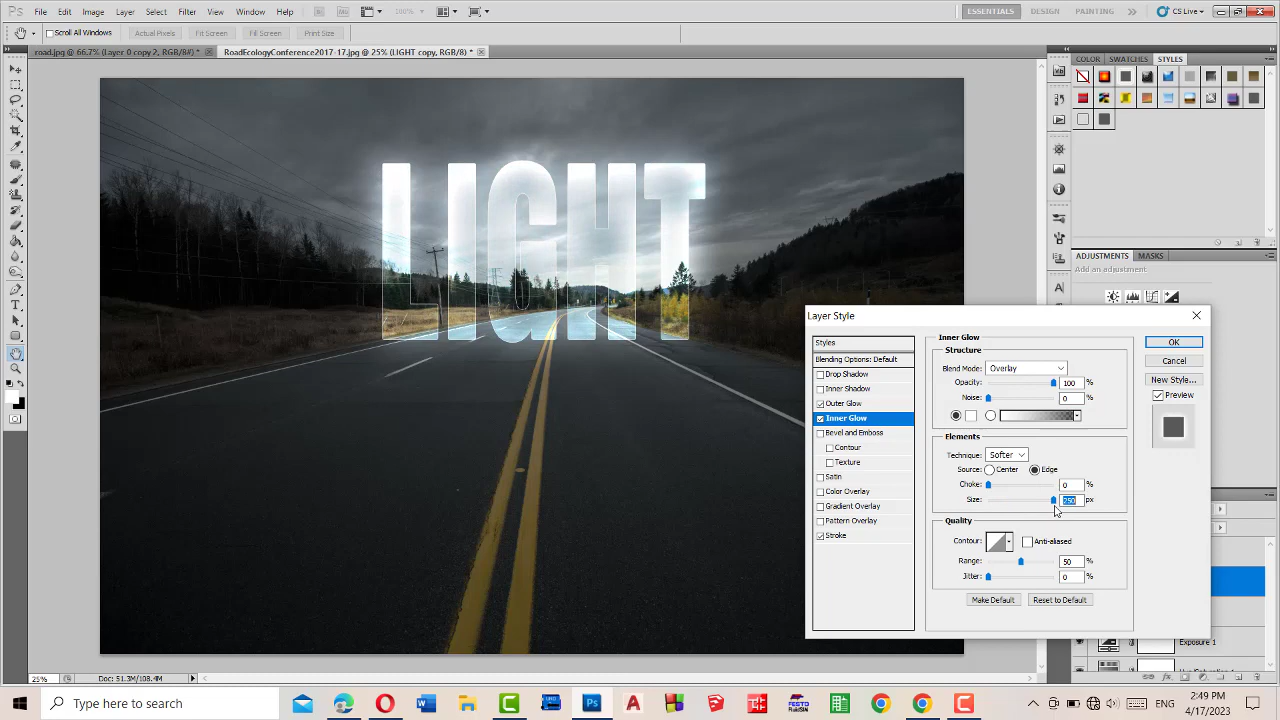 Ps File Edit Image Layer Select Filter View Window Help 100% ESSENTIALS DESIGN PAINTING CS Live
Scroll All Windows Actual Pixels Fit Screen Fill Screen Print Size
road.jpg @ 66.7% (Layer 0 copy 2, RGB/8#) * RoadEcologyConference2017-17.jpg @ 25% (LIGHT copy, RGB/8) *
COLOR SWATCHES STYLES
LIGHT
ADJUSTMENTS MASKS
Add an adjustment
Layer Style
Styles
Blending Options: Default
Drop Shadow
Inner Shadow
Outer Glow
Inner Glow
Bevel and Emboss
Contour
Texture
Satin
Color Overlay
Gradient Overlay
Pattern Overlay
Stroke
Inner Glow
Structure
Blend Mode: Overlay
Opacity: 100 %
Noise: 0 %
Elements
Technique: Softer
Source: Center Edge
Choke: 0 %
Size: 250 px
Quality
Contour: Anti-aliased
Range: 50 %
Jitter: 0 %
Make Default Reset to Default
OK
Cancel
New Style...
Preview
Exposure 1
25% Doc: 51.3M/108.4M
Type here to search
2:49 PM
4/17/2023